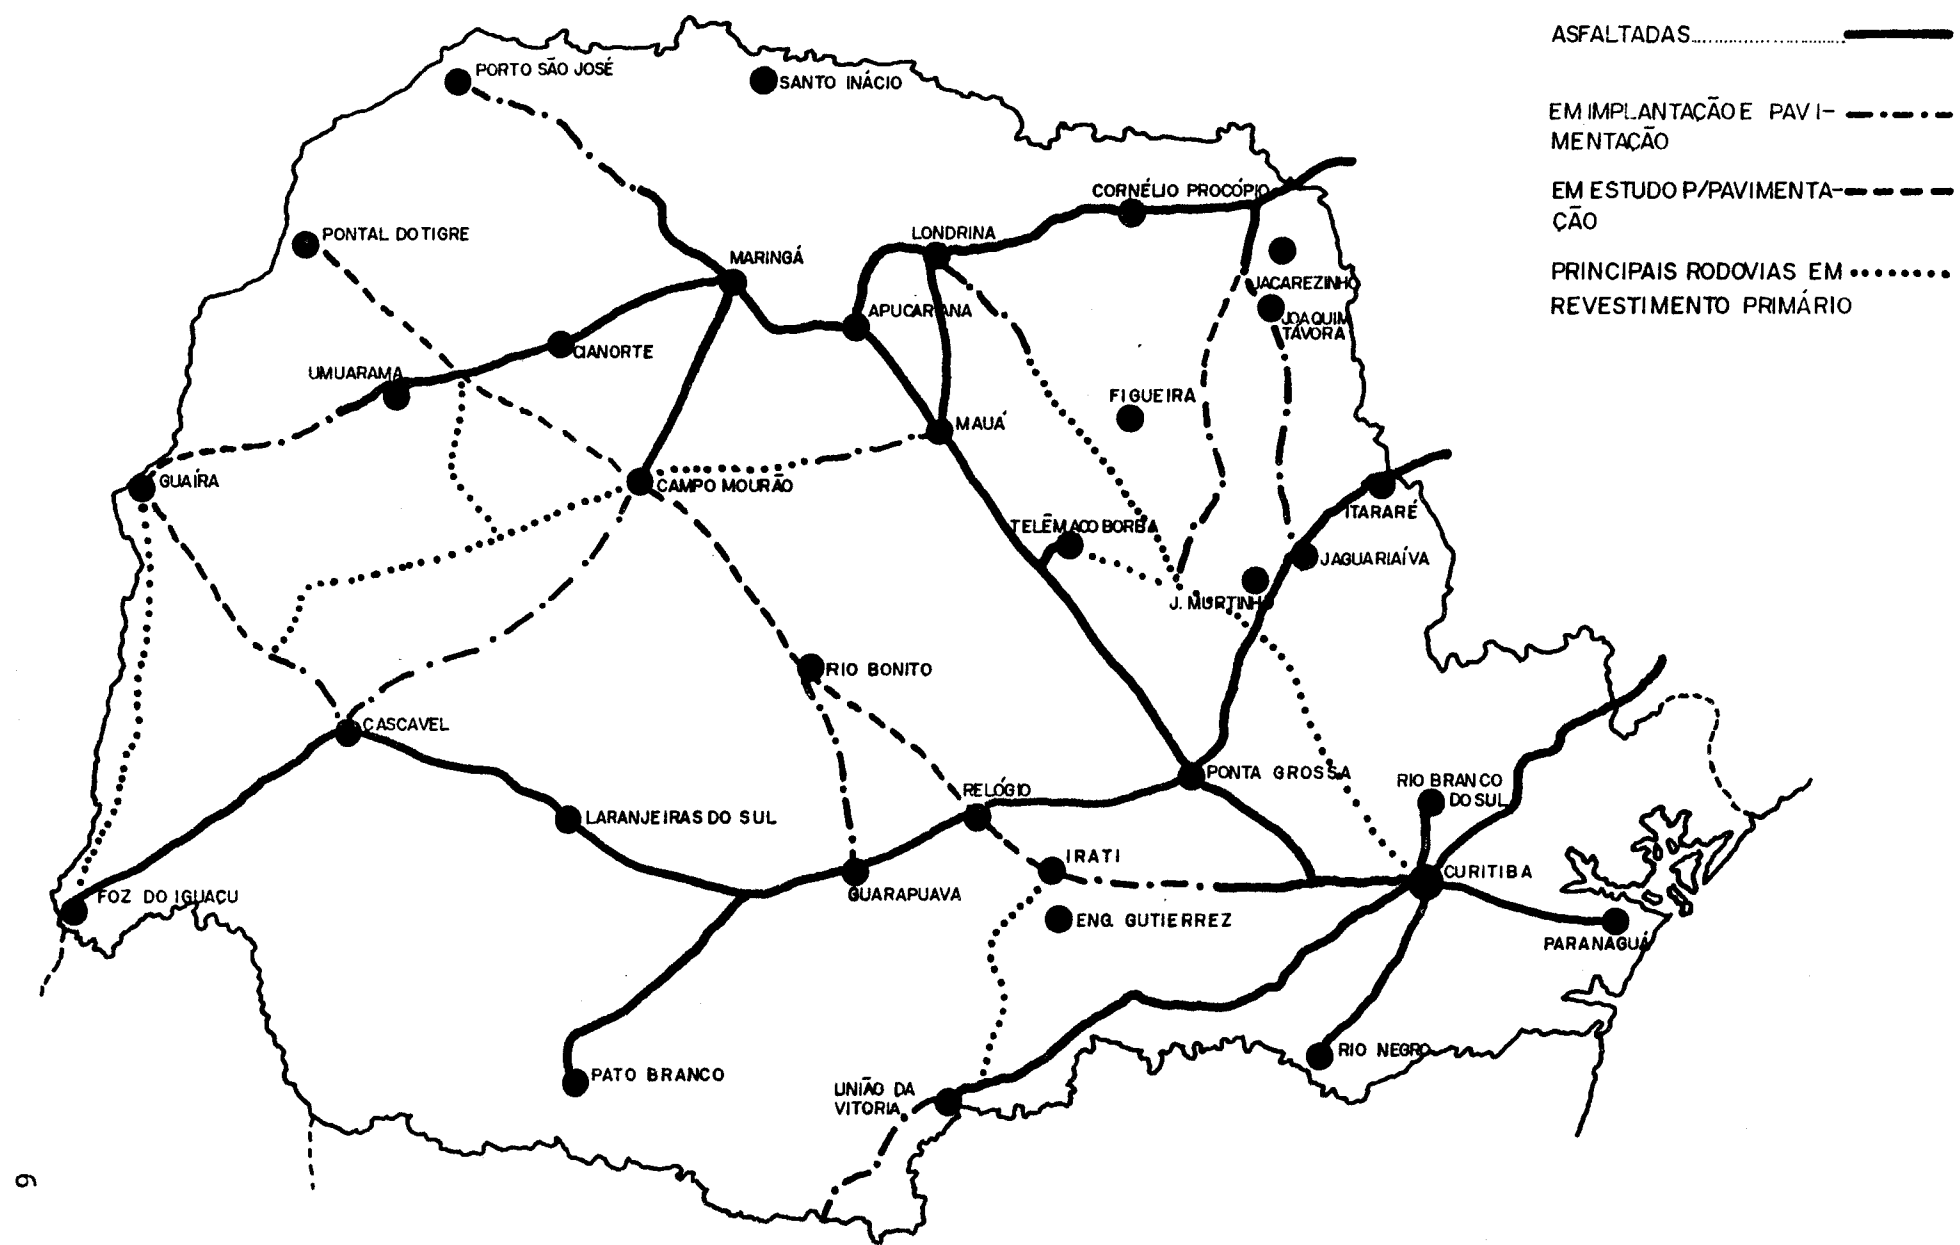 ASFALTADAS
EM IMPLANTAÇÃO E PAVI-
MENTAÇÃO
EM ESTUDO P/PAVIMENTA-
ÇÃO
PRINCIPAIS RODOVIAS EM
REVESTIMENTO PRIMÁRIO
PORTO SÃO JOSÉ
SANTO INÁCIO
CORNÉLIO PROCÓPIO
PONTAL DO TIGRE
LONDRINA
MARINGÁ
JACAREZINHO
APUCARANA
JOAQUIM
TÁVORA
CIANORTE
UMUARAMA
FIGUEIRA
MAUÁ
GUAÍRA
CAMPO MOURÃO
ITARARÉ
TELÊMACO BORBA
JAGUARIAÍVA
J. MURTINHO
RIO BONITO
CASCAVEL
PONTA GROSSA
RIO BRANCO
DO SUL
RELÓGIO
LARANJEIRAS DO SUL
IRATI
CURITIBA
FOZ DO IGUAÇU
GUARAPUAVA
ENG. GUTIERREZ
PARANAGUÁ
RIO NEGRO
PATO BRANCO
UNIÃO DA
VITORIA
9